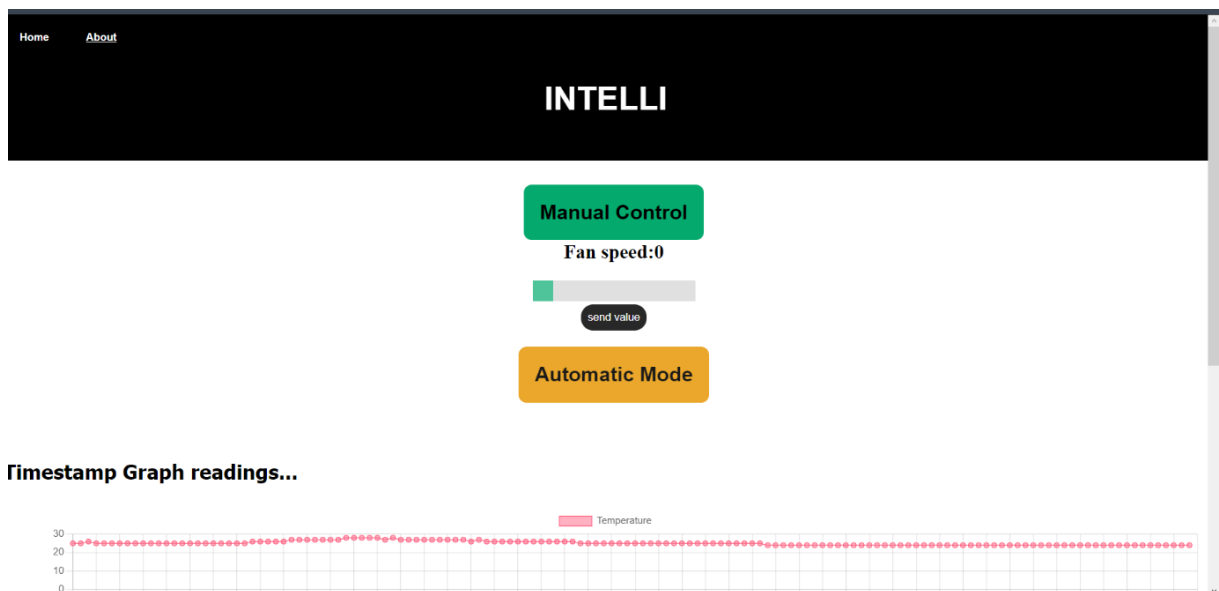 Home About
INTELLI
Manual Control
Fan speed:0
send value
Automatic Mode
Timestamp Graph readings...
Temperature
30
20
10
0